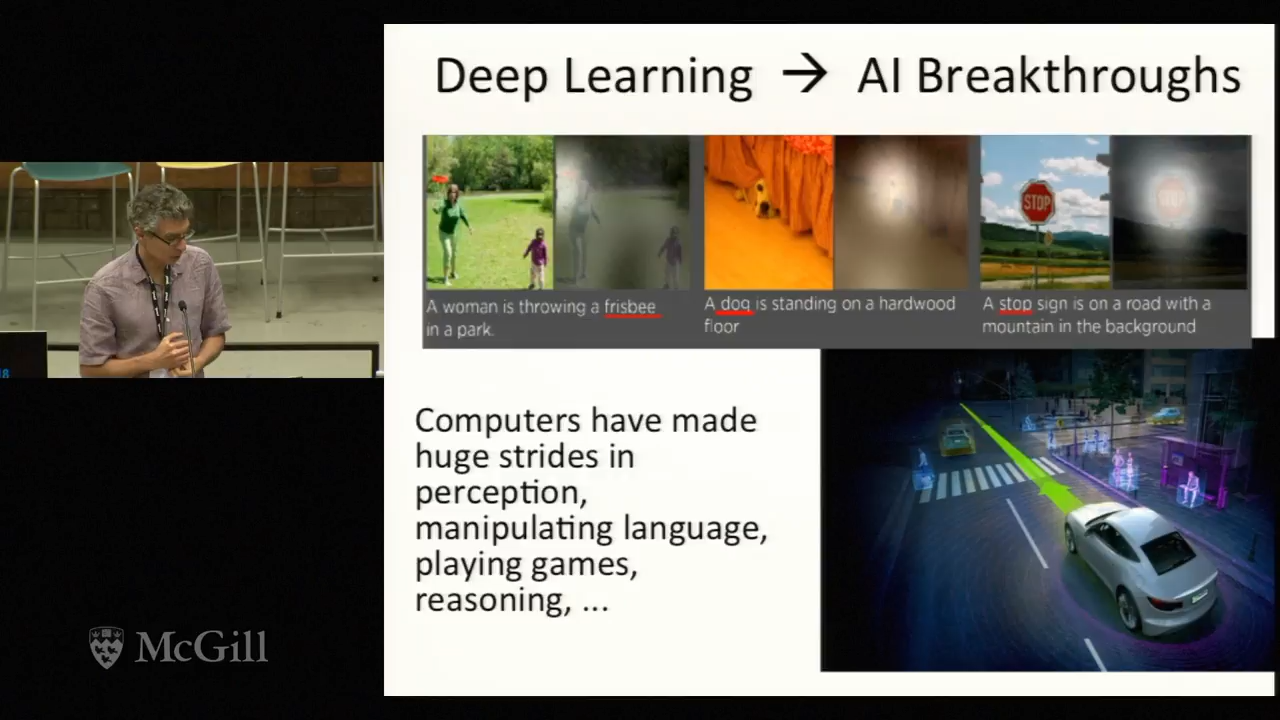 Deep Learning → AI Breakthroughs
STOP
A woman is throwing a frisbee
in a park.
A dog is standing on a hardwood
floor
A stop sign is on a road with a
mountain in the background
Computers have made
huge strides in
perception,
manipulating language,
playing games,
reasoning, ...
18
McGill